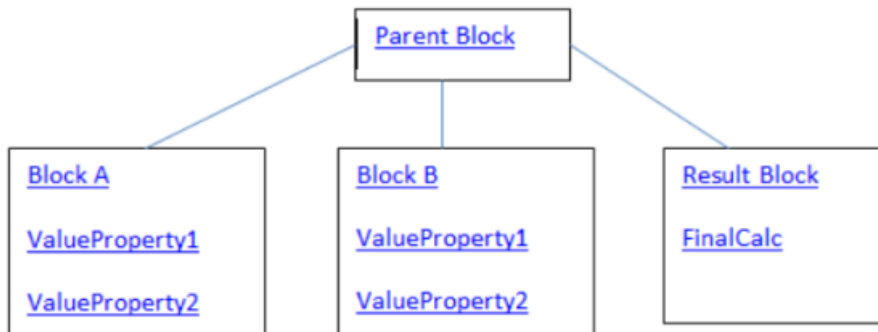 Parent Block
Block A
ValueProperty1
ValueProperty2
Block B
ValueProperty1
ValueProperty2
Result Block
FinalCalc